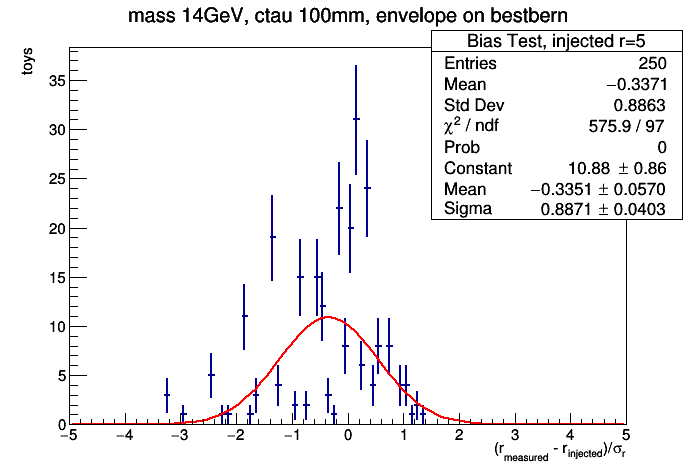 mass 14GeV, ctau 100mm, envelope on bestbern
Bias Test, injected r=5
Entries 250
Mean −0.3371
Std Dev 0.8863
χ² / ndf 575.9 / 97
Prob 0
Constant 10.88 ± 0.86
Mean −0.3351 ± 0.0570
Sigma 0.8871 ± 0.0403
toys
35
30
25
20
15
10
5
0
−5 −4 −3 −2 −1 0 1 2 3 4 5
(r_measured - r_injected)/σ_r